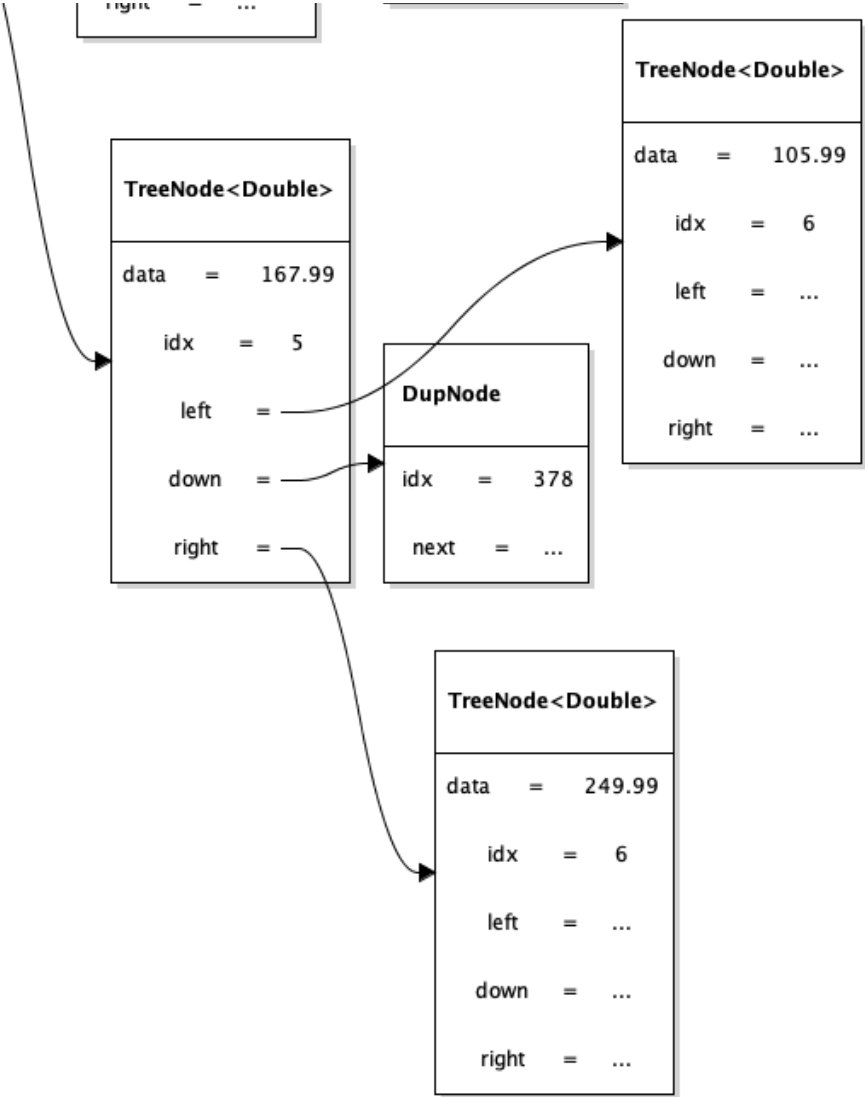 right = ...
TreeNode<Double>
data = 105.99
idx = 6
left = ...
down = ...
right = ...
TreeNode<Double>
data = 167.99
idx = 5
left =
down =
right =
DupNode
idx = 378
next = ...
TreeNode<Double>
data = 249.99
idx = 6
left = ...
down = ...
right = ...